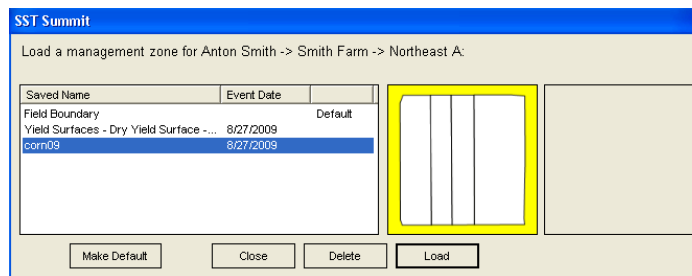 SST Summit
Load a management zone for Anton Smith -> Smith Farm -> Northeast A:
Saved Name Event Date
Field Boundary Default
Yield Surfaces - Dry Yield Surface -... 8/27/2009
corn09 8/27/2009
Make Default Close Delete Load